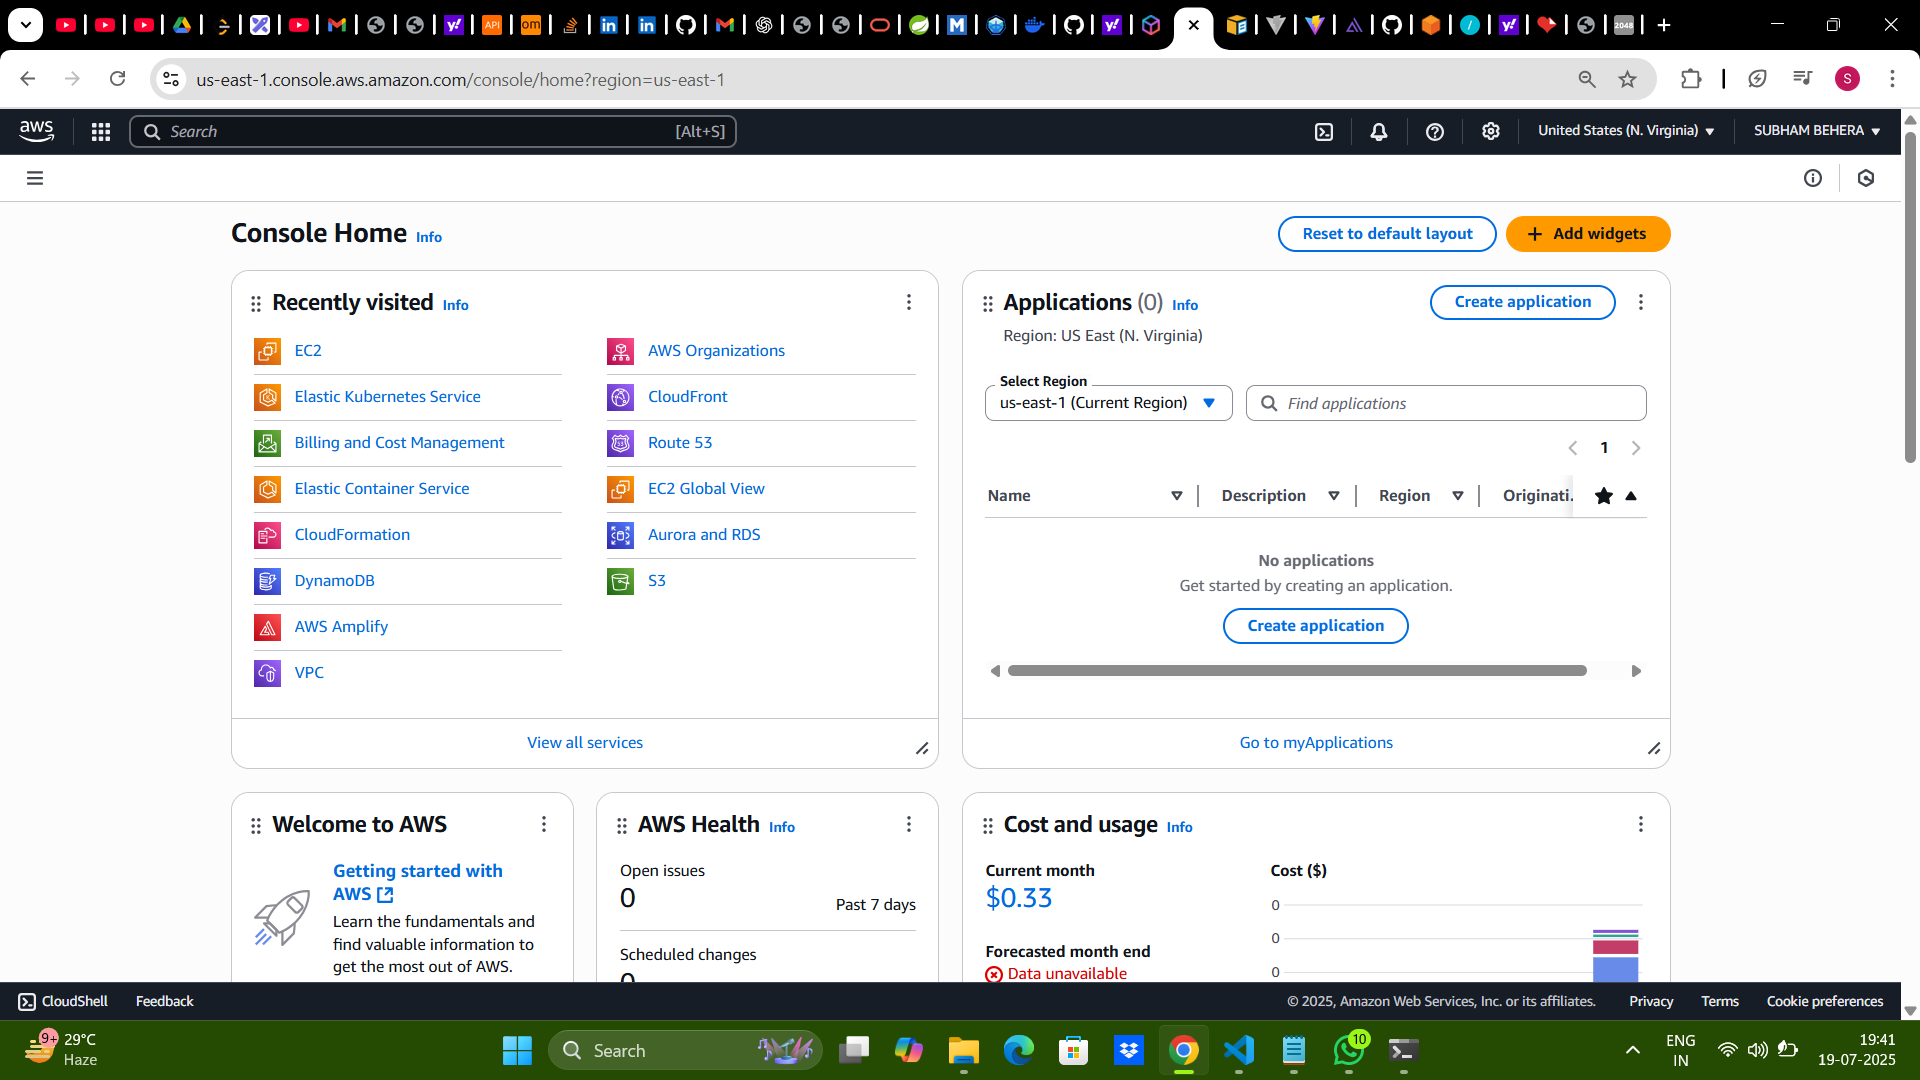 API
om
M
2048
us-east-1.console.aws.amazon.com/console/home?region=us-east-1
S
aws
Search
[Alt+S]
United States (N. Virginia)
SUBHAM BEHERA
Console Home Info
Reset to default layout
Add widgets
Recently visited Info
EC2
Elastic Kubernetes Service
Billing and Cost Management
Elastic Container Service
CloudFormation
DynamoDB
AWS Amplify
VPC
AWS Organizations
CloudFront
Route 53
EC2 Global View
Aurora and RDS
S3
View all services
Applications (0) Info
Create application
Region: US East (N. Virginia)
Select Region
us-east-1 (Current Region)
Find applications
1
Name
Description
Region
Originati.
No applications
Get started by creating an application.
Create application
Go to myApplications
Welcome to AWS
Getting started with
AWS
Learn the fundamentals and
find valuable information to
get the most out of AWS.
AWS Health Info
Open issues
0
Past 7 days
Scheduled changes
0
Cost and usage Info
Current month
$0.33
Forecasted month end
Data unavailable
Cost ($)
0
0
0
CloudShell
Feedback
© 2025, Amazon Web Services, Inc. or its affiliates.
Privacy
Terms
Cookie preferences
9+
29°C
Haze
Search
10
ENG
IN
19:41
19-07-2025